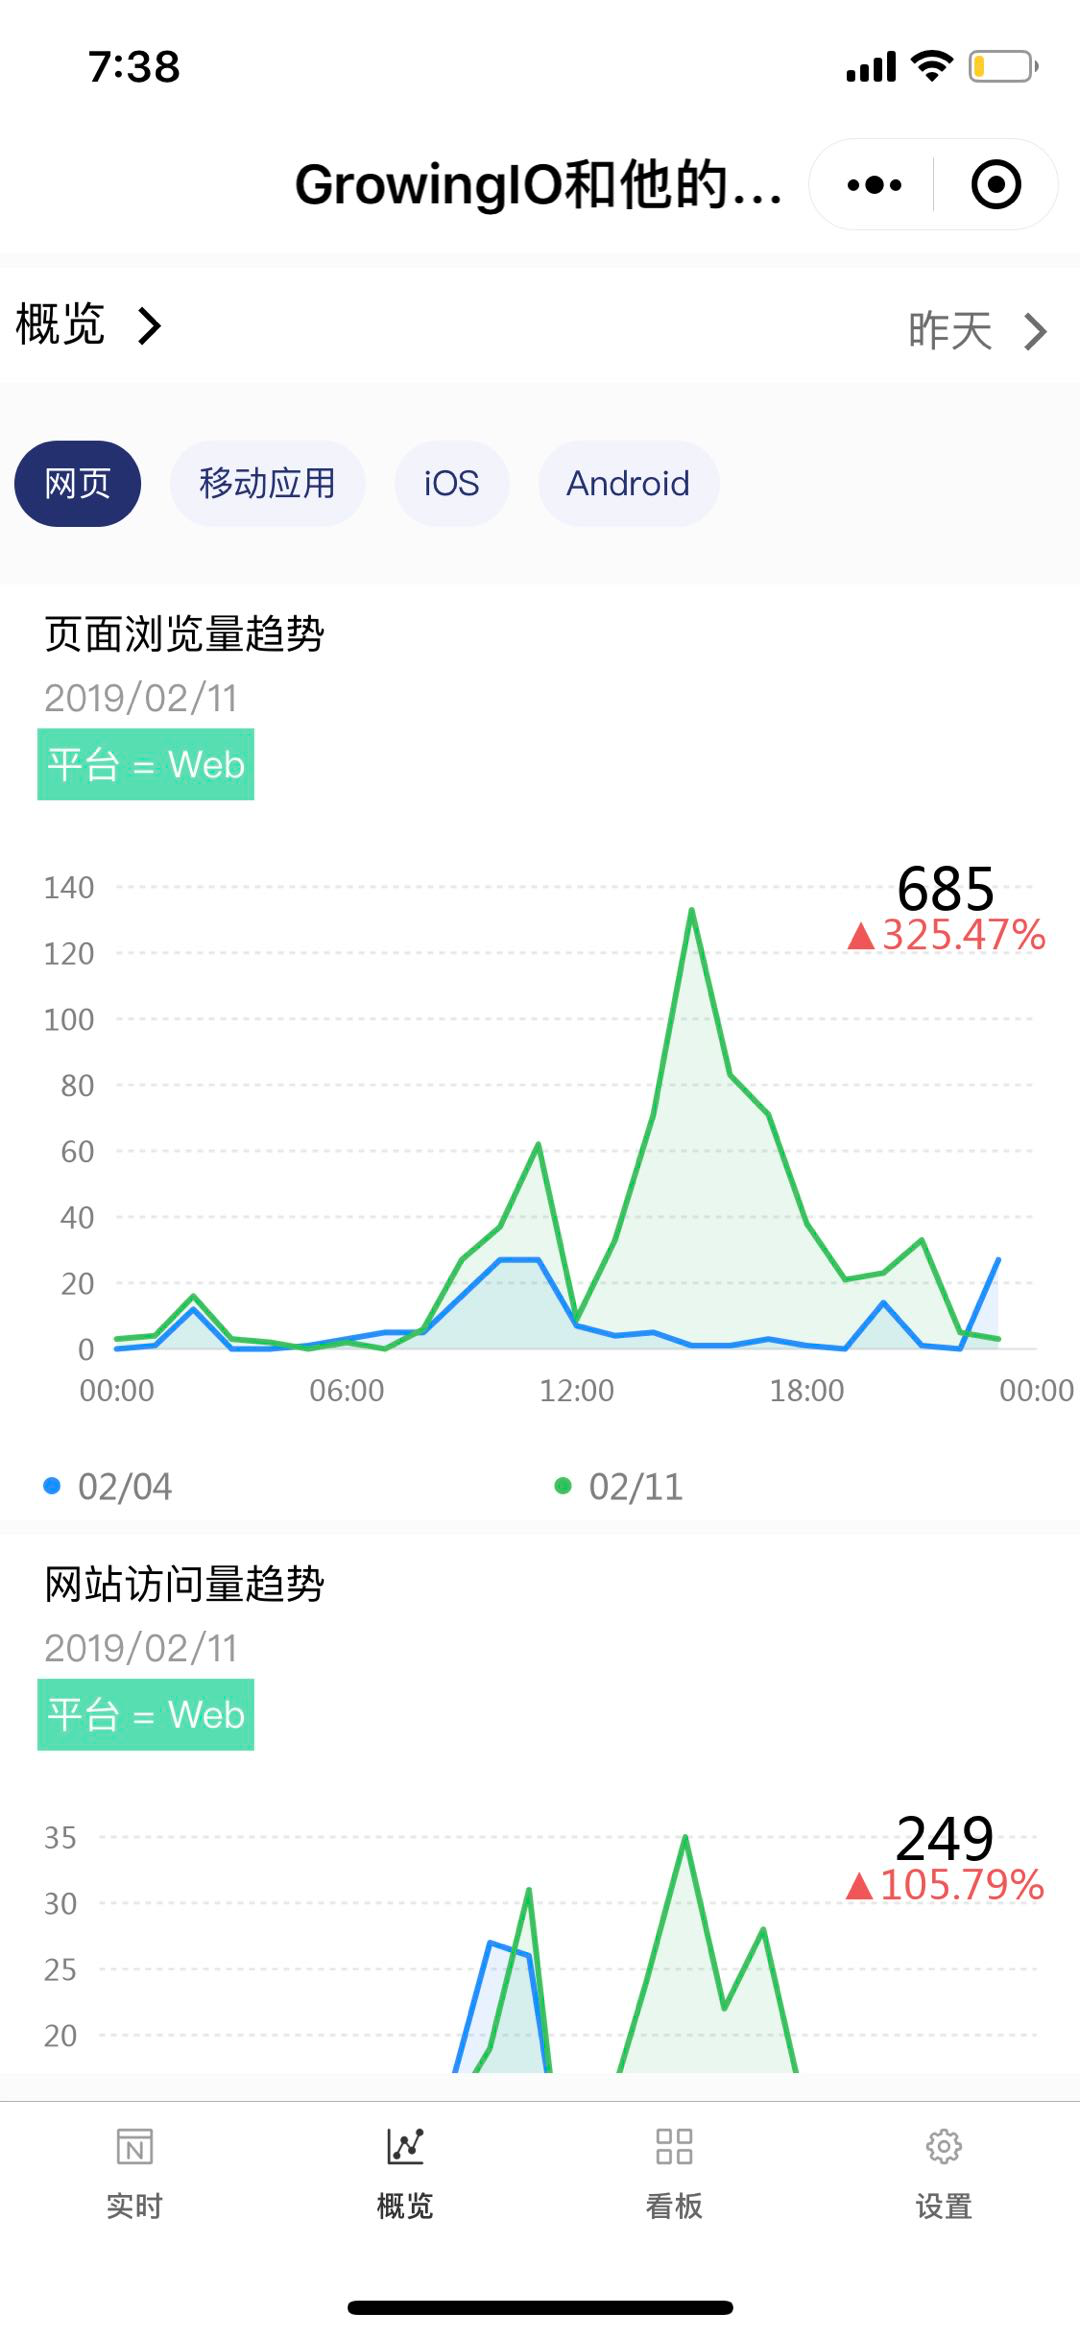 7:38
GrowingIO和他的...
概览
昨天
网页 移动应用 iOS Android
页面浏览量趋势
2019/02/11
平台 = Web
685
▲325.47%
140
120
100
80
60
40
20
0
00:00 06:00 12:00 18:00 00:00
02/04 02/11
网站访问量趋势
2019/02/11
平台 = Web
249
▲105.79%
35
30
25
20
实时 概览 看板 设置